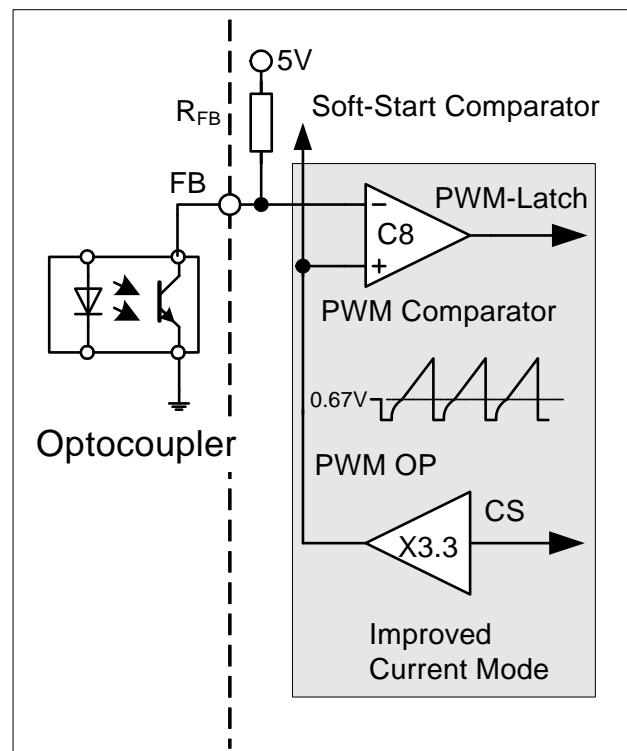 5V
RFB
Soft-Start Comparator
FB
PWM-Latch
−
C8
+
PWM Comparator
0.67V
Optocoupler
PWM OP
CS
X3.3
Improved
Current Mode